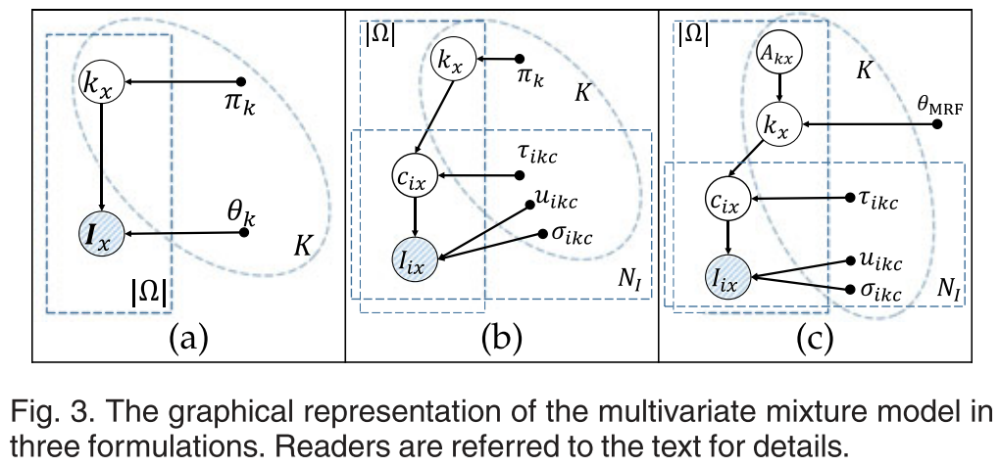 k_x
π_k
θ_k
I_x
K
|Ω|
(a)
|Ω|
k_x
π_k
K
c_ix
τ_ikc
u_ikc
I_ix
σ_ikc
N_I
(b)
|Ω|
A_kx
K
θ_MRF
k_x
c_ix
τ_ikc
u_ikc
I_ix
σ_ikc
N_I
(c)
Fig. 3. The graphical representation of the multivariate mixture model in
three formulations. Readers are referred to the text for details.